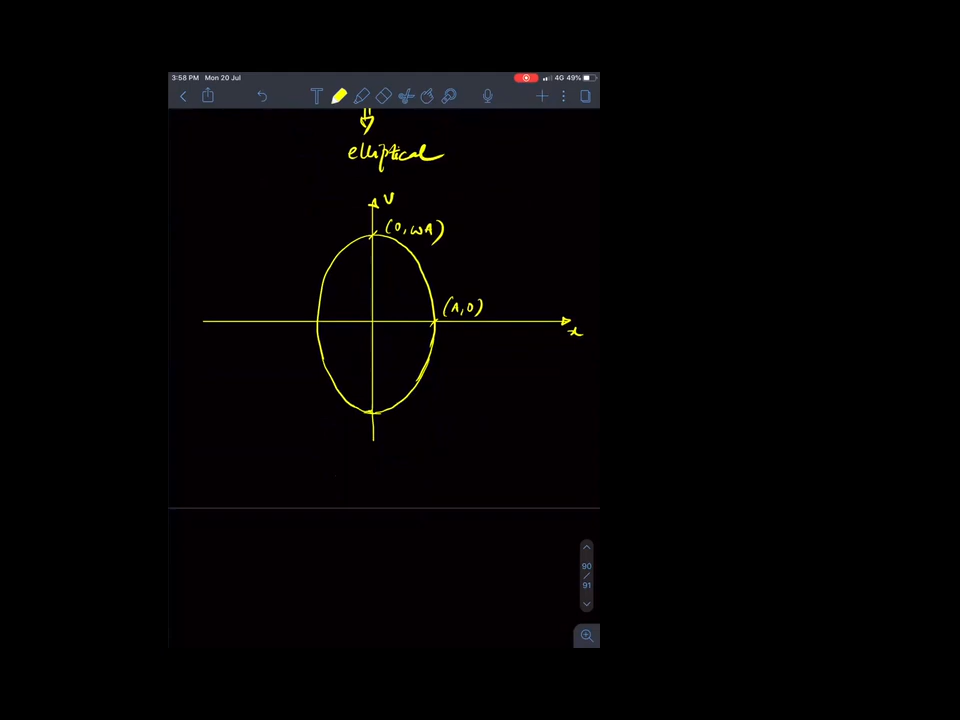 3:58 PM Mon 20 Jul
4G 49%
T
elliptical
V
(0, ωA)
(A, 0)
x
90
/
91